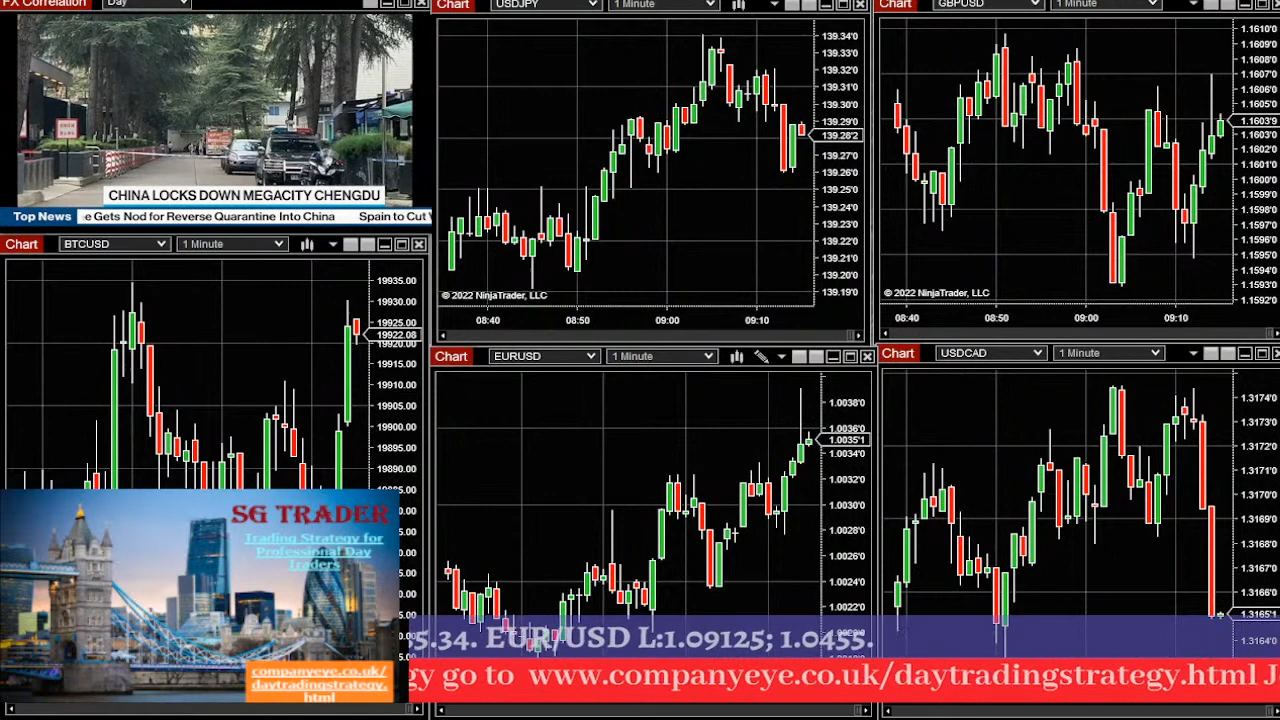 FX Correlation
Day
CHINA LOCKS DOWN MEGACITY CHENGDU
Top News
e Gets Nod for Reverse Quarantine Into China
Spain to Cut
Chart
USDJPY
1 Minute
139.34'0
139.33'0
139.32'0
139.31'0
139.30'0
139.29'0
139.28'2
139.27'0
139.26'0
139.25'0
139.24'0
139.22'0
139.21'0
139.20'0
139.19'0
© 2022 NinjaTrader, LLC
08:40
08:50
09:00
09:10
Chart
GBPUSD
1 Minute
1.1610'0
1.1609'0
1.1608'0
1.1607'0
1.1606'0
1.1605'0
1.1603'9
1.1602'0
1.1601'0
1.1600'0
1.1598'0
1.1597'0
1.1596'0
1.1595'0
1.1594'0
1.1593'0
1.1592'0
© 2022 NinjaTrader, LLC
08:40
08:50
09:00
09:10
Chart
BTCUSD
1 Minute
19935.00
19930.00
19925.00
19922.08
19920.00
19915.00
19910.00
19905.00
19900.00
19895.00
19890.00
Chart
EURUSD
1 Minute
1.0038'0
1.0036'0
1.0035'1
1.0034'0
1.0032'0
1.0030'0
1.0028'0
1.0026'0
1.0024'0
1.0022'0
Chart
USDCAD
1 Minute
1.3174'0
1.3173'0
1.3172'0
1.3171'0
1.3170'0
1.3169'0
1.3168'0
1.3167'0
1.3166'0
1.3165'1
1.3164'0
SG TRADER
Trading Strategy for
Professional Day
Traders
companyeye.co.uk/
daytradingstrategy.
html
5.34. EUR/USD L:1.09125; 1.0455.
gy go to www.companyeye.co.uk/daytradingstrategy.html J